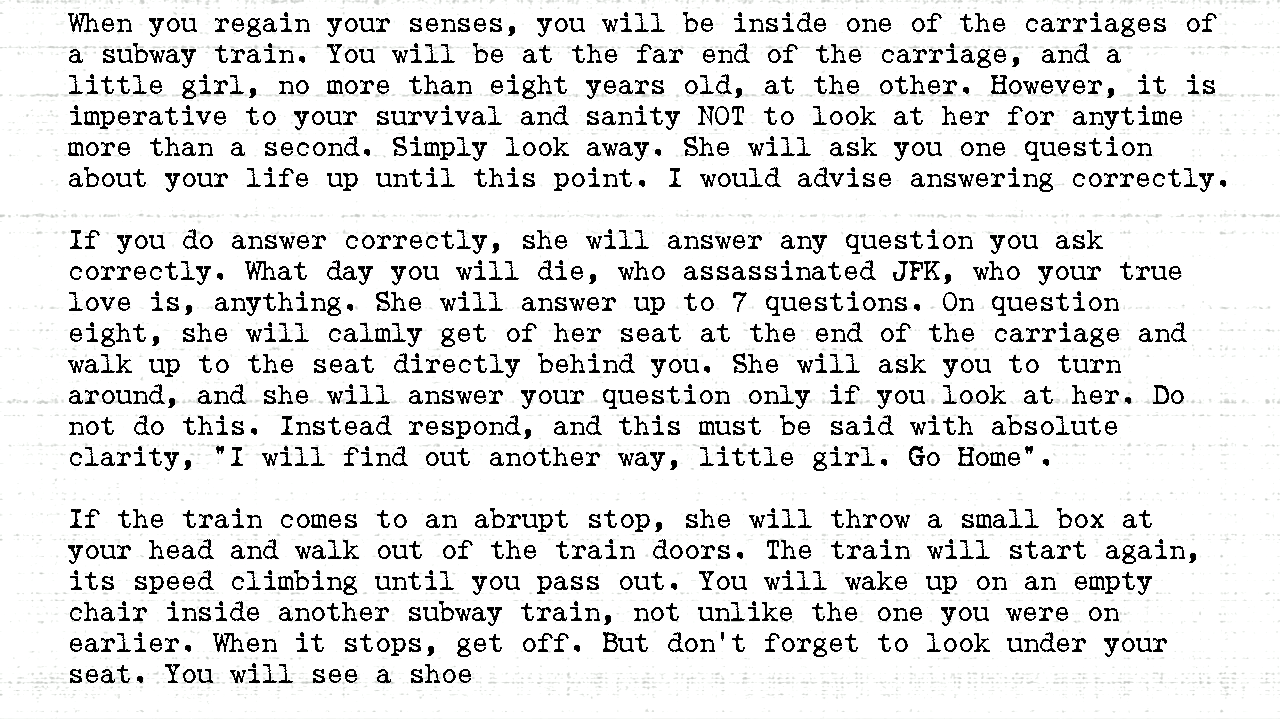 When you regain your senses, you will be inside one of the carriages of
a subway train. You will be at the far end of the carriage, and a
little girl, no more than eight years old, at the other. However, it is
imperative to your survival and sanity NOT to look at her for anytime
more than a second. Simply look away. She will ask you one question
about your life up until this point. I would advise answering correctly.
If you do answer correctly, she will answer any question you ask
correctly. What day you will die, who assassinated JFK, who your true
love is, anything. She will answer up to 7 questions. On question
eight, she will calmly get of her seat at the end of the carriage and
walk up to the seat directly behind you. She will ask you to turn
around, and she will answer your question only if you look at her. Do
not do this. Instead respond, and this must be said with absolute
clarity, "I will find out another way, little girl. Go Home".
If the train comes to an abrupt stop, she will throw a small box at
your head and walk out of the train doors. The train will start again,
its speed climbing until you pass out. You will wake up on an empty
chair inside another subway train, not unlike the one you were on
earlier. When it stops, get off. But don't forget to look under your
seat. You will see a shoe